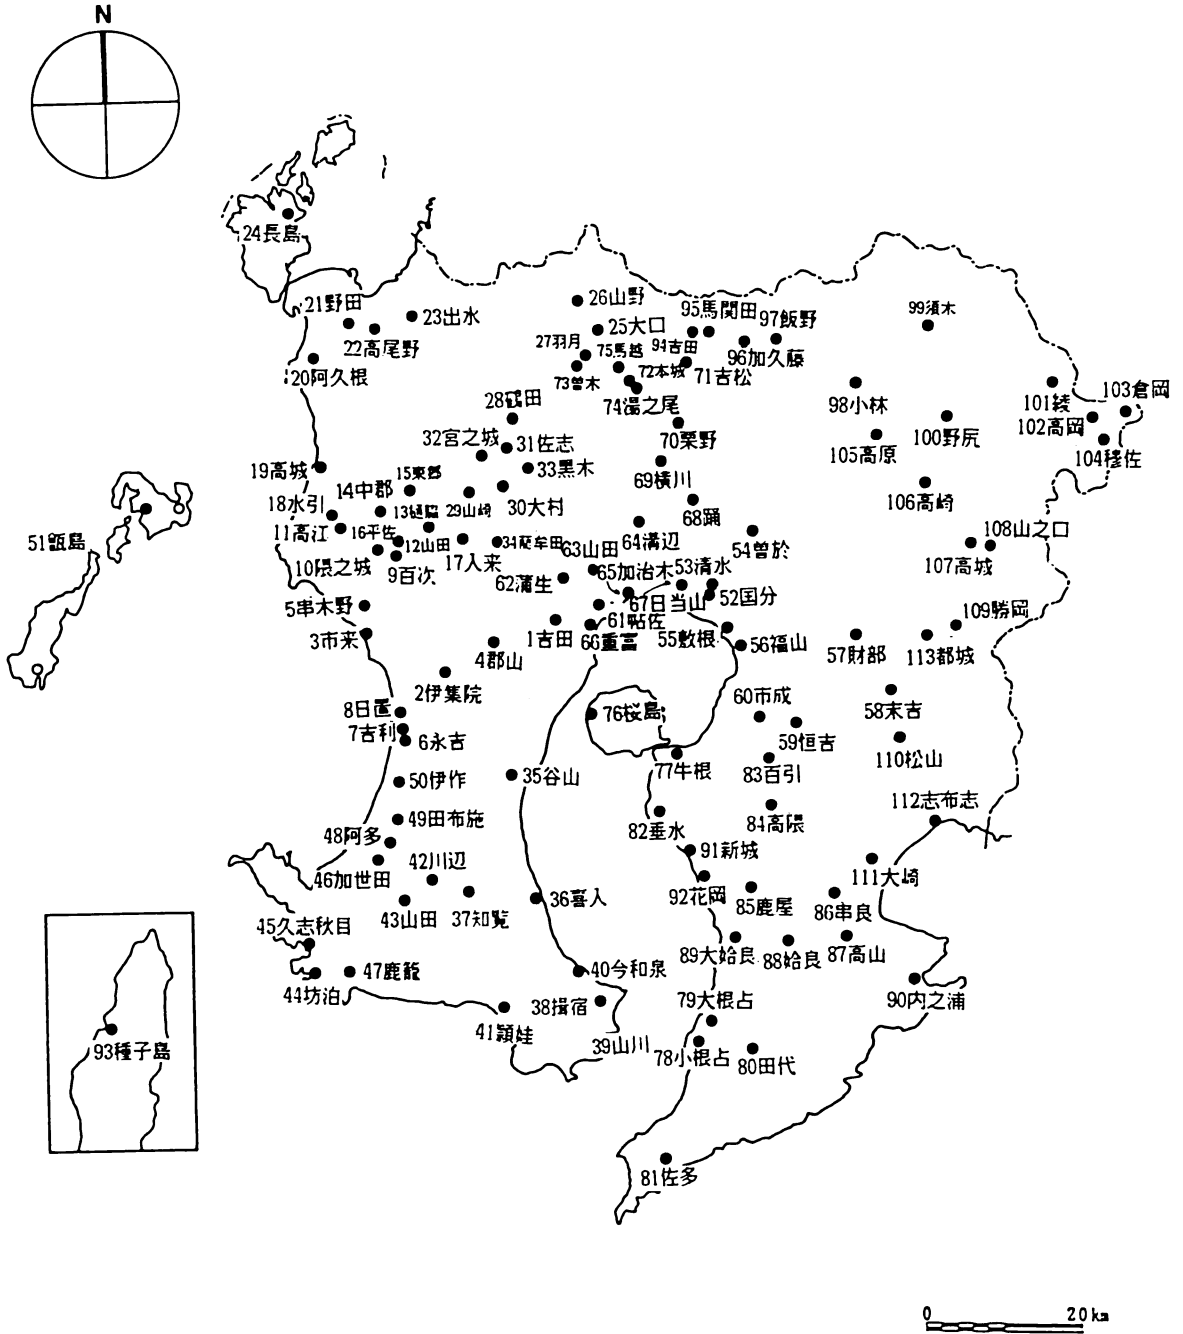 N
24長島
21野田
23出水
22高尾野
20阿久根
26山野
25大口
27羽月
75馬越
73曽木
72本城
74湯之尾
95馬関田
94吉田
97飯野
96加久藤
71吉松
99須木
98小林
101綾
103倉岡
102高岡
104穆佐
100野尻
105高原
106高崎
28鶴田
32宮之城
31佐志
33黒木
70栗野
69横川
68踊
19高城
15東郷
14中郷
18水引
13樋脇
29山崎
30大村
11高江
16平佐
12山田
17入来
34藺牟田
10隈之城
9百次
63山田
64溝辺
54曽於
108山之口
107高城
51甑島
62蒲生
65加治木
53清水
52国分
67日当山
61帖佐
5串木野
3市来
1吉田
66重富
55敷根
56福山
109勝岡
57財部
113都城
4郡山
2伊集院
60市成
58末吉
8日置
7吉利
6永吉
76桜島
59恒吉
110松山
50伊作
35谷山
77牛根
83百引
49田布施
82垂水
84高隈
112志布志
48阿多
42川辺
91新城
111大崎
46加世田
43山田
37知覧
36喜入
92花岡
85鹿屋
86串良
45久志秋目
89大姶良
88姶良
87高山
47鹿籠
44坊泊
40今和泉
38揖宿
79大根占
90内之浦
41頴娃
39山川
78小根占
80田代
93種子島
81佐多
0 20km